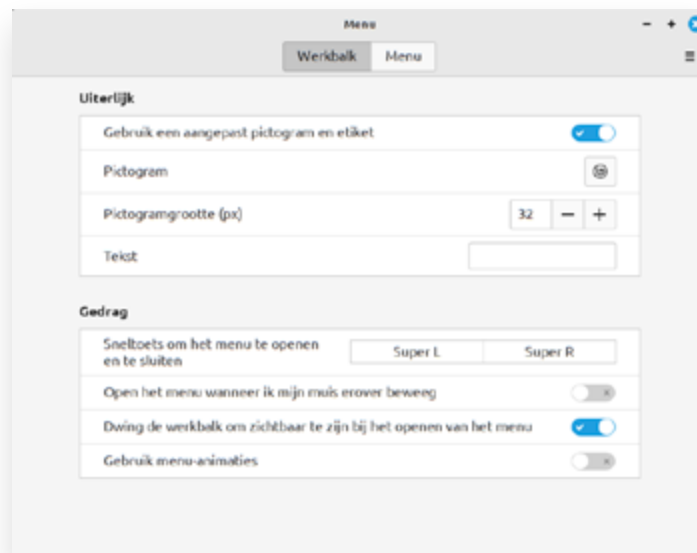 Menu
Werkbalk Menu
Uiterlijk
Gebruik een aangepast pictogram en etiket
Pictogram
Pictogramgrootte (px) 32 − +
Tekst
Gedrag
Sneltoets om het menu te openen
en te sluiten
Super L Super R
Open het menu wanneer ik mijn muis erover beweeg
Dwing de werkbalk om zichtbaar te zijn bij het openen van het menu
Gebruik menu-animaties